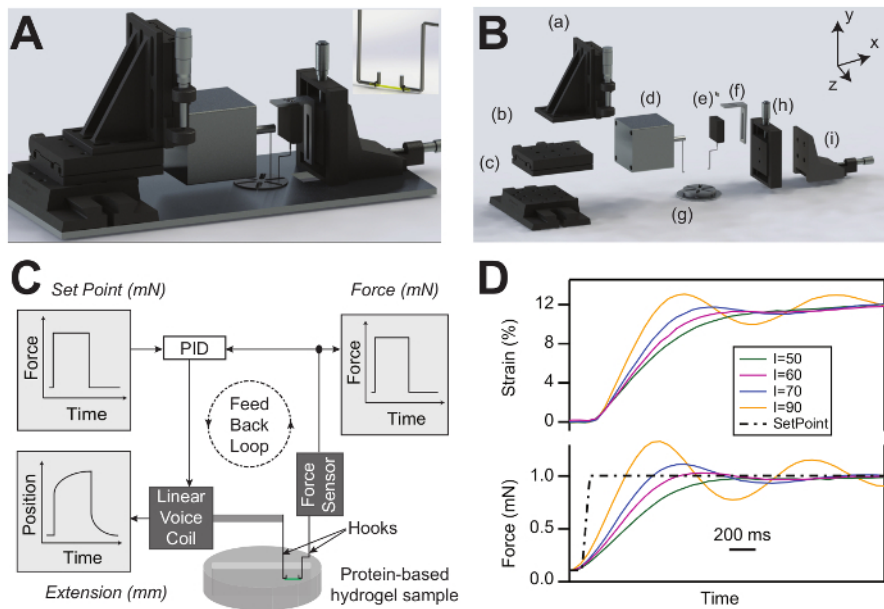 A
B
(a)
(b)
(c)
(d)
(e)
(f)
(g)
(h)
(i)
y
x
z
C
Set Point (mN)
Force (mN)
Force
Time
PID
Force
Time
Feed
Back
Loop
Position
Time
Linear
Voice
Coil
Force
Sensor
Hooks
Extension (mm)
Protein-based
hydrogel sample
D
Strain (%)
12
8
4
0
I=50
I=60
I=70
I=90
SetPoint
Force (mN)
1.0
0.5
0.0
200 ms
Time